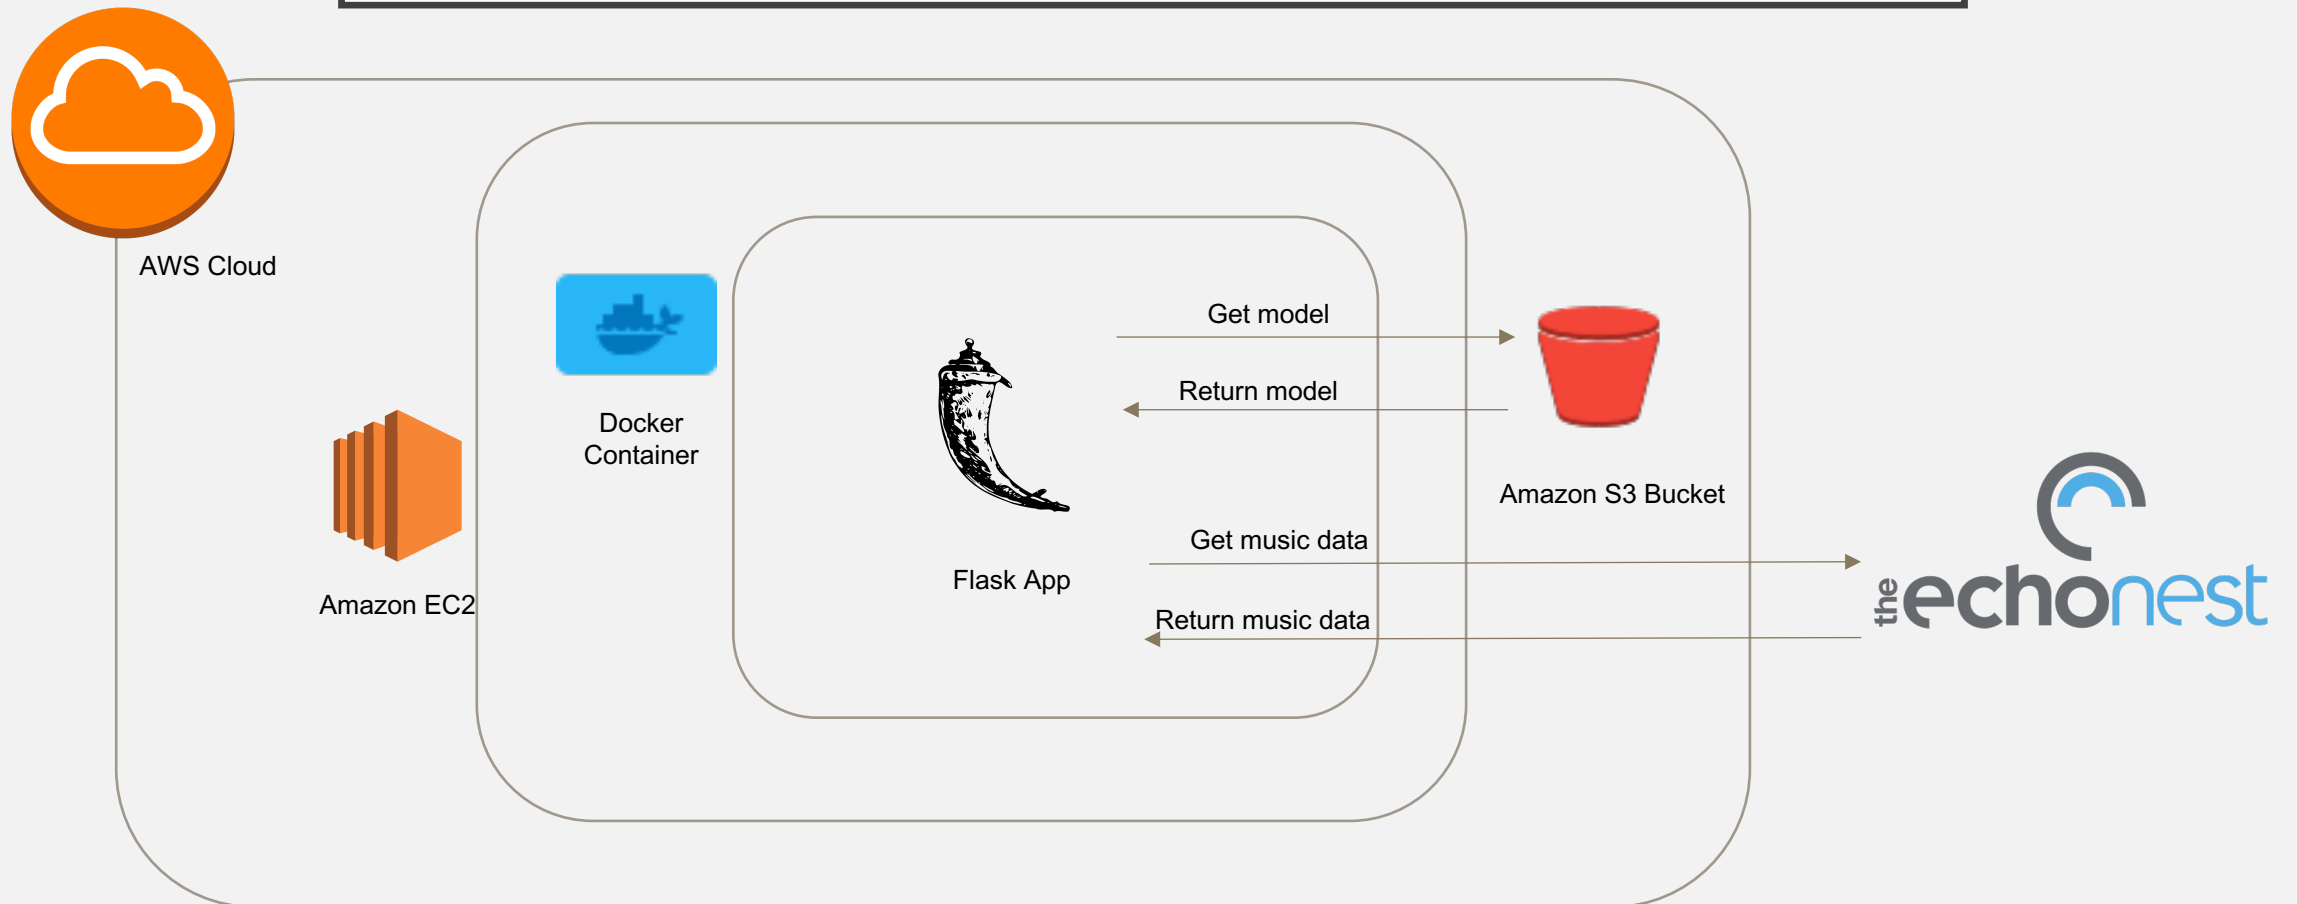 AWS Cloud
Docker
Container
Get model
Return model
Amazon S3 Bucket
Get music data
Flask App
Amazon EC2
Return music data
the echonest